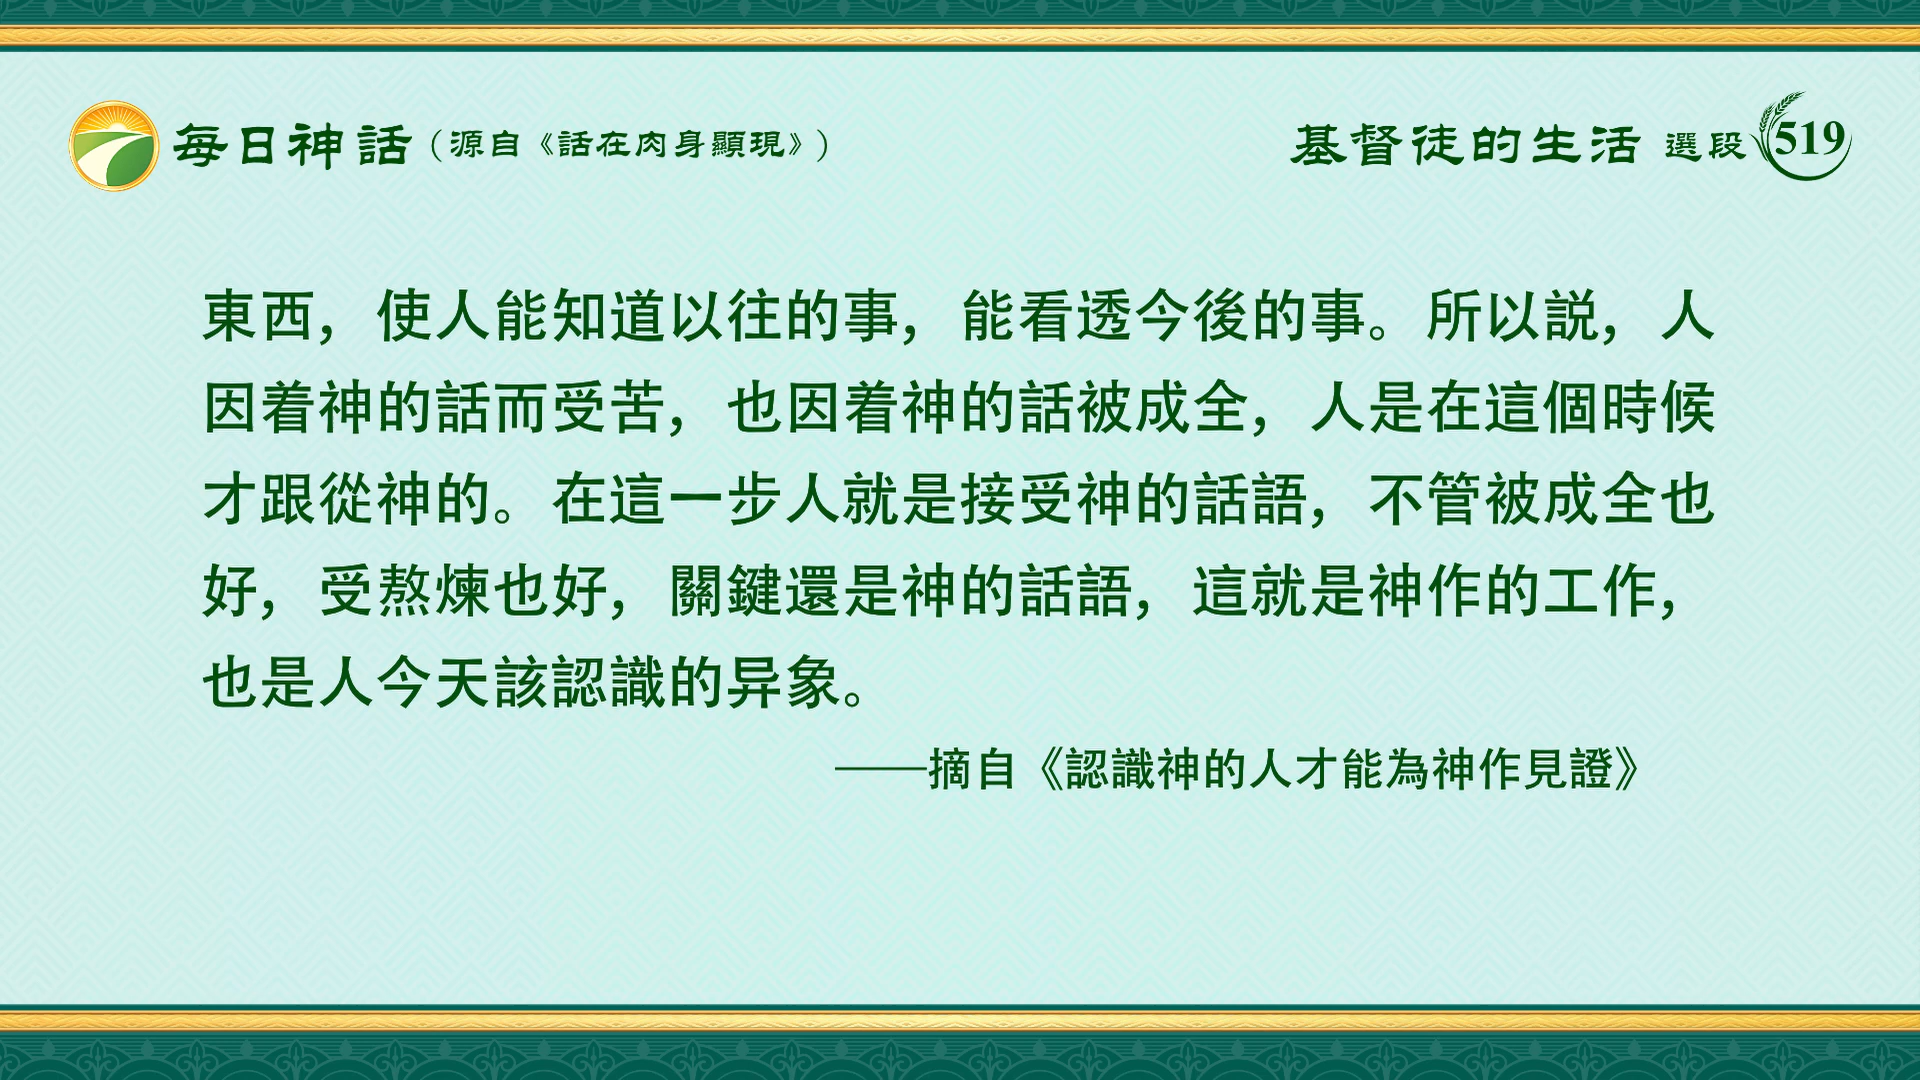 每日神話（源自《話在肉身顯現》）
基督徒的生活 選段 519
東西，使人能知道以往的事，能看透今後的事。所以説，人
因着神的話而受苦，也因着神的話被成全，人是在這個時候
才跟從神的。在這一步人就是接受神的話語，不管被成全也
好，受熬煉也好，關鍵還是神的話語，這就是神作的工作，
也是人今天該認識的异象。
——摘自《認識神的人才能為神作見證》